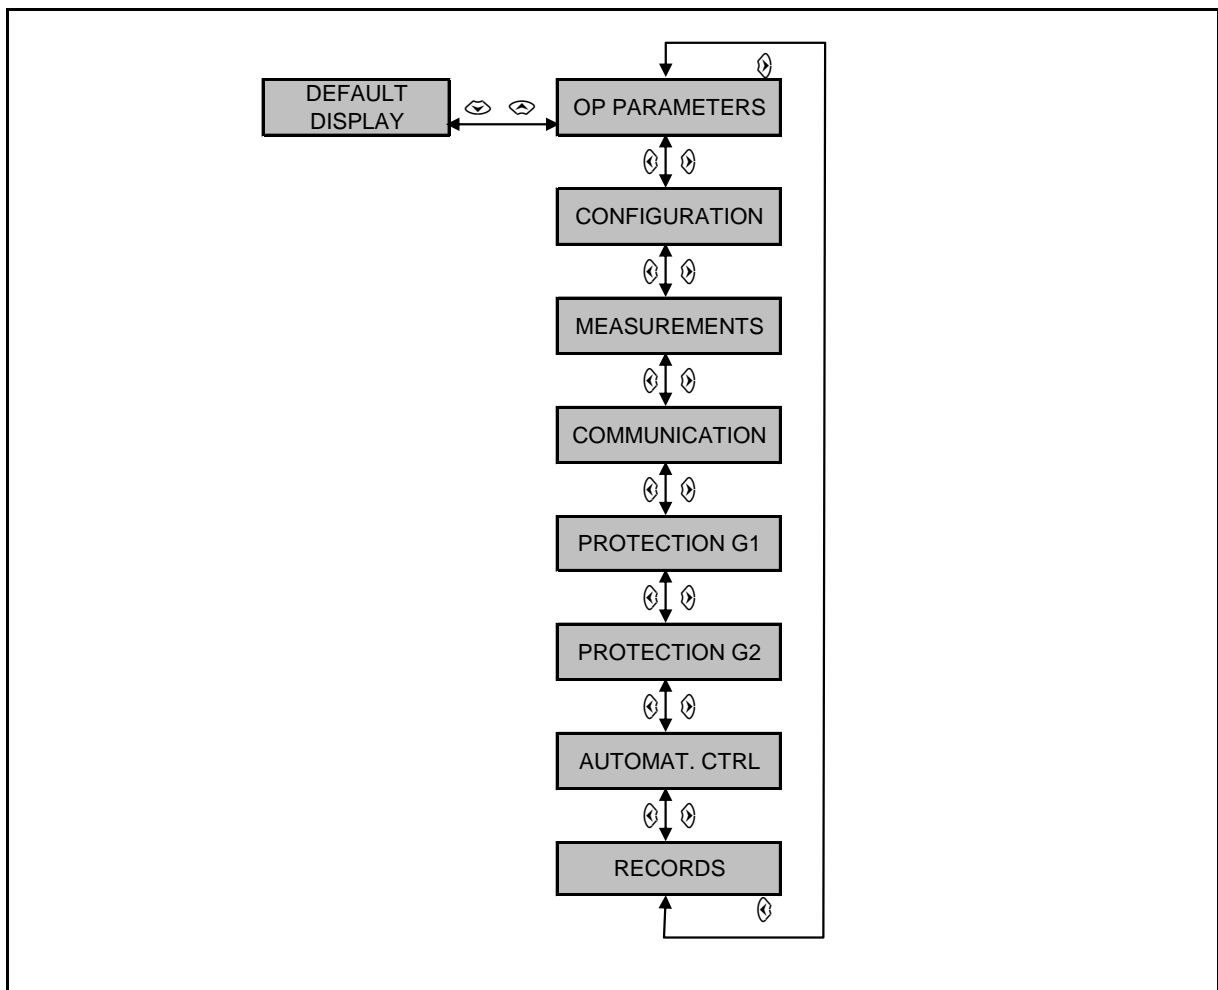 DEFAULT
DISPLAY
OP PARAMETERS
CONFIGURATION
MEASUREMENTS
COMMUNICATION
PROTECTION G1
PROTECTION G2
AUTOMAT. CTRL
RECORDS